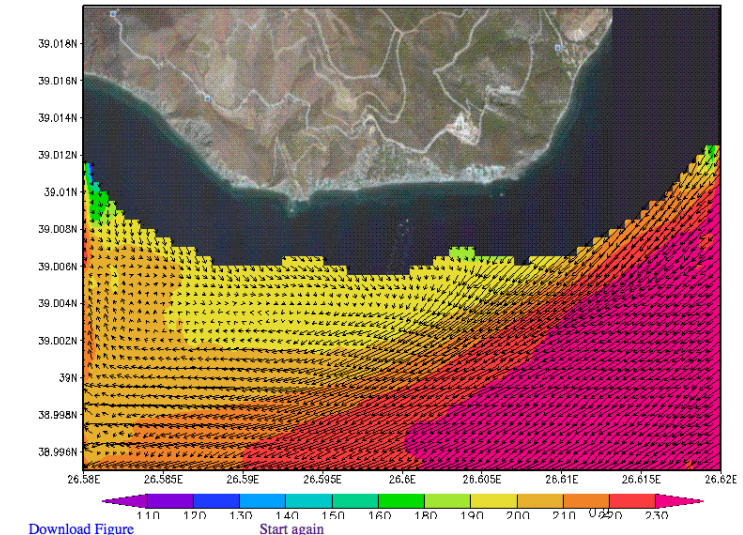 39.018N
39.016N
39.014N
39.012N
39.01N
39.008N
39.006N
39.004N
39.002N
39N
38.998N
38.996N
26.58E 26.585E 26.59E 26.595E 26.6E 26.605E 26.61E 26.615E 26.62E
110 120 130 140 150 160 180 190 200 210 220 230
Download Figure Start again